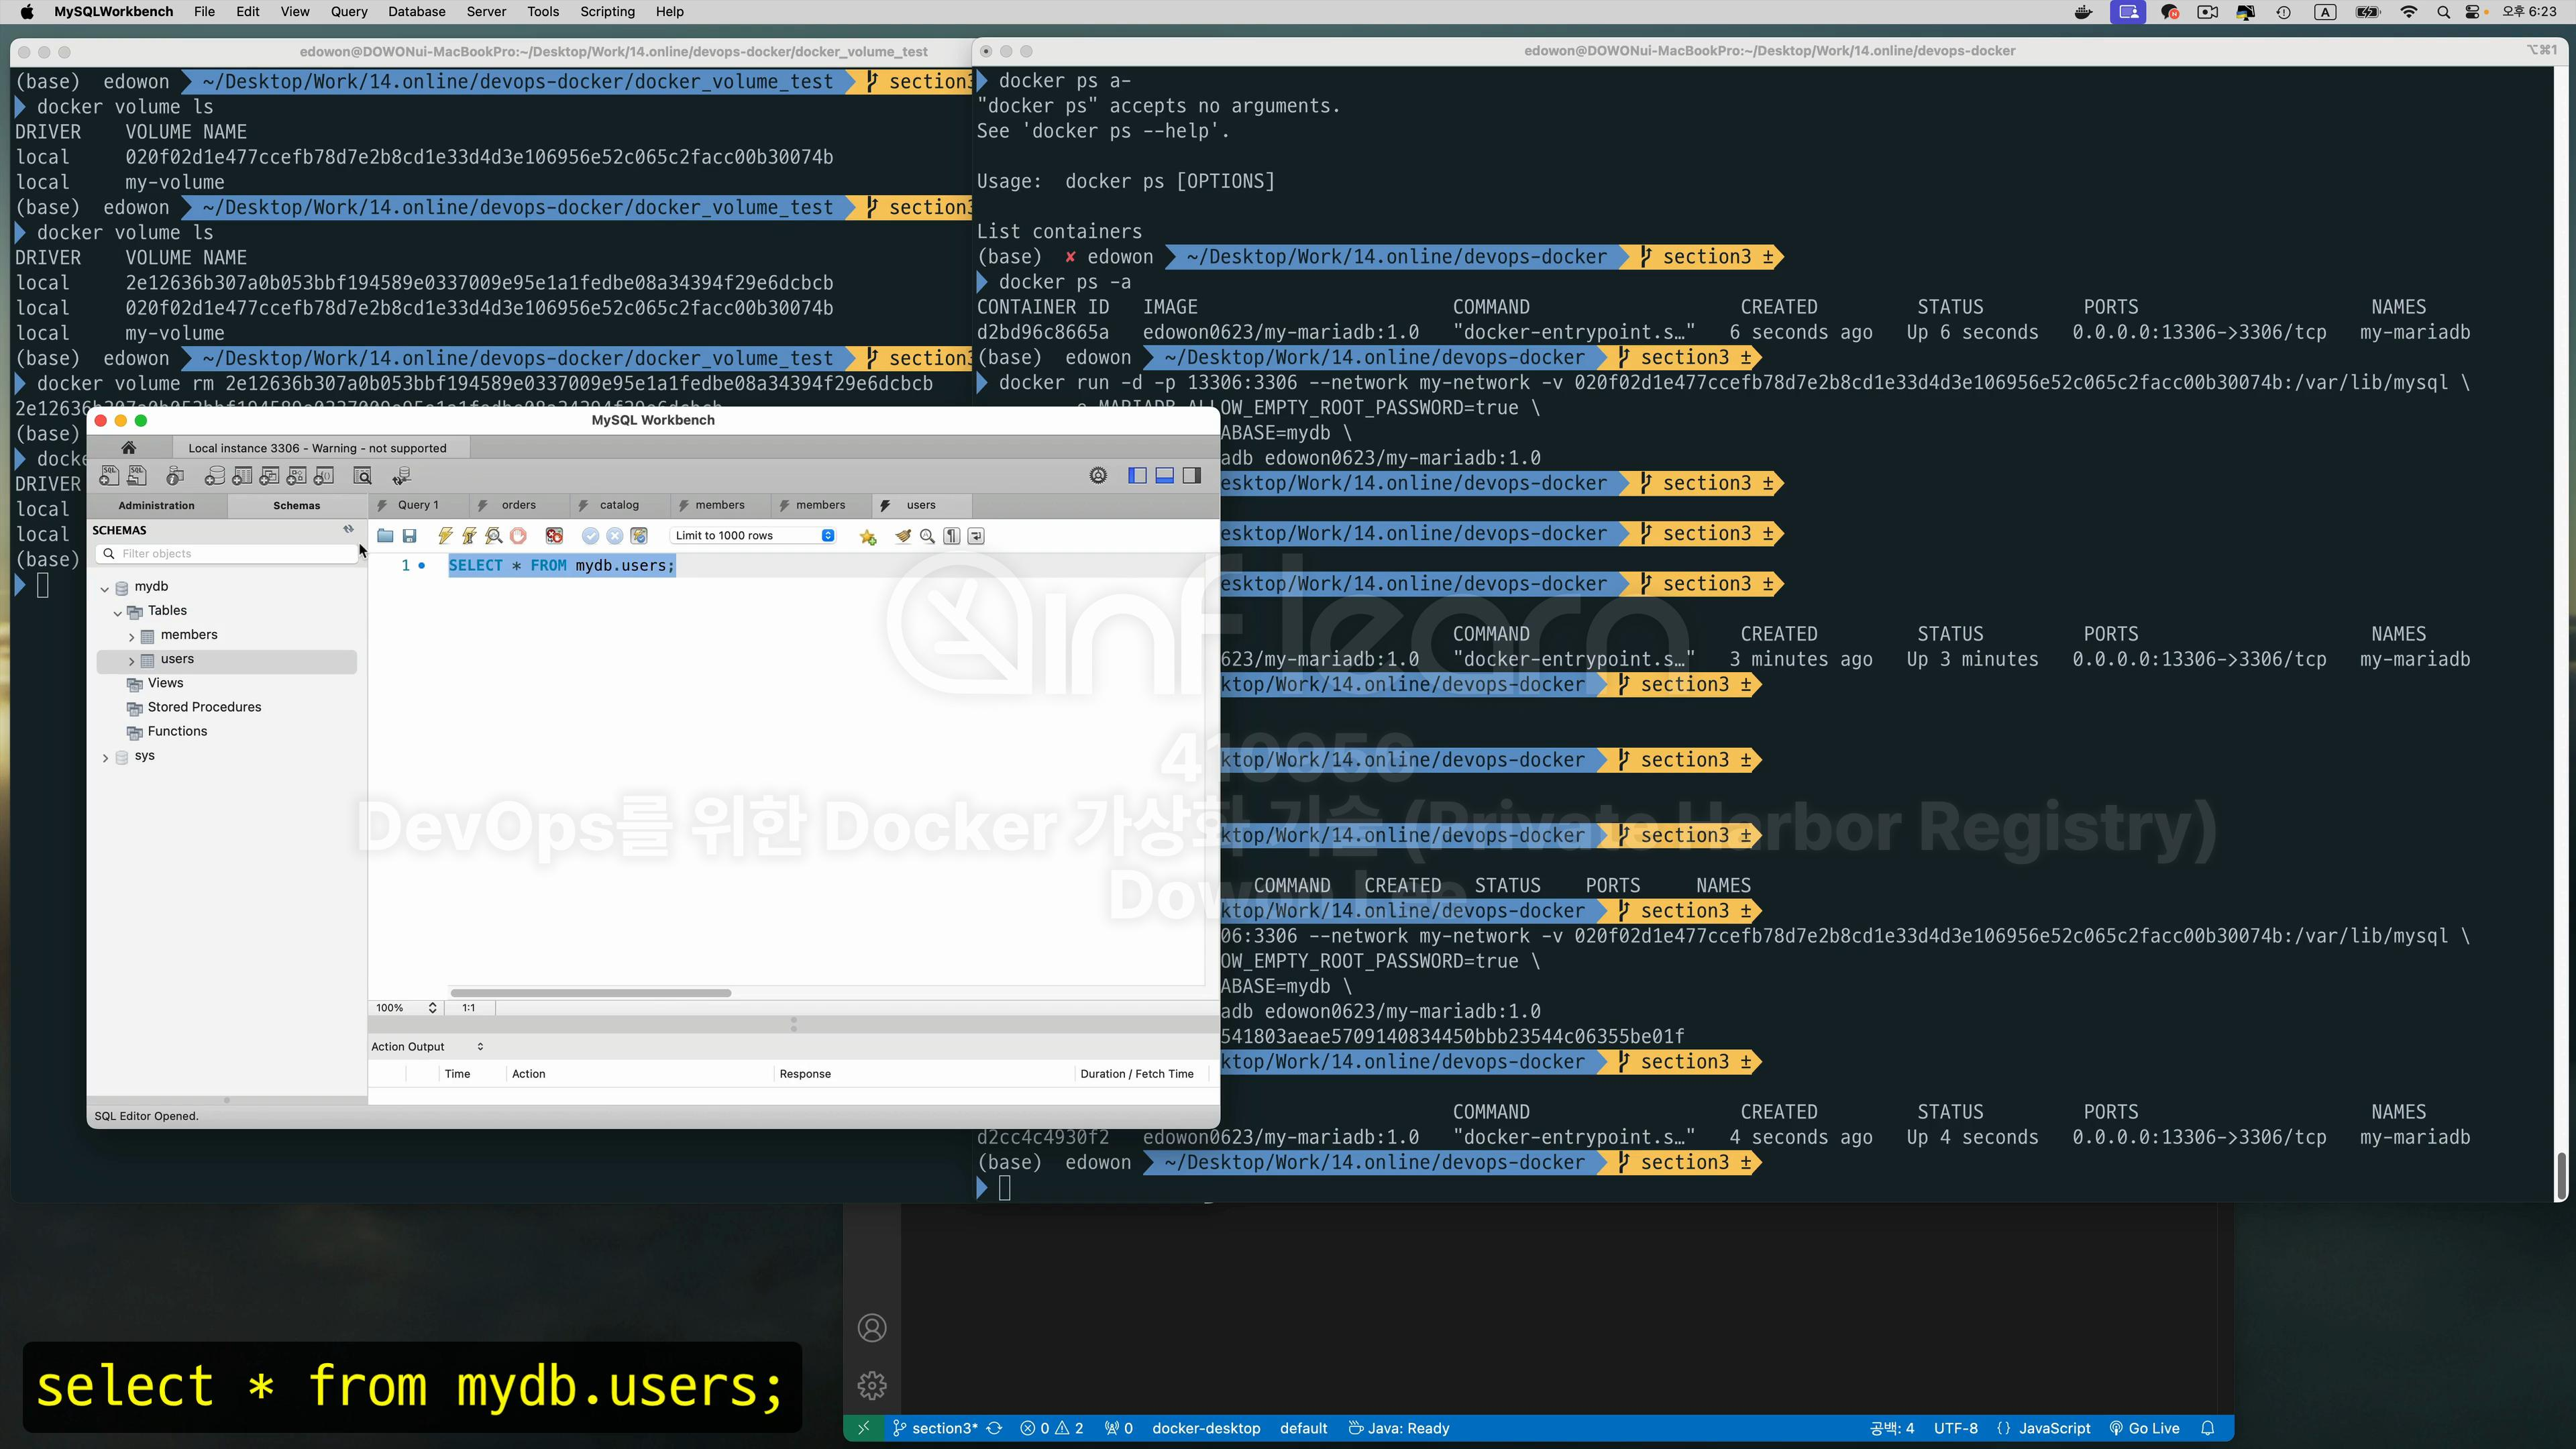 MySQLWorkbench File Edit View Query Database Server Tools Scripting Help
오후 6:23
edowon@DOWONui-MacBookPro:~/Desktop/Work/14.online/devops-docker/docker_volume_test
(base) edowon ~/Desktop/Work/14.online/devops-docker/docker_volume_test section3
docker volume ls
DRIVER VOLUME NAME
local 020f02d1e477ccefb78d7e2b8cd1e33d4d3e106956e52c065c2facc00b30074b
local my-volume
(base) edowon ~/Desktop/Work/14.online/devops-docker/docker_volume_test section3
docker volume ls
DRIVER VOLUME NAME
local 2e12636b307a0b053bbf194589e0337009e95e1a1fedbe08a34394f29e6dcbcb
local 020f02d1e477ccefb78d7e2b8cd1e33d4d3e106956e52c065c2facc00b30074b
local my-volume
(base) edowon ~/Desktop/Work/14.online/devops-docker/docker_volume_test section3
docker volume rm 2e12636b307a0b053bbf194589e0337009e95e1a1fedbe08a34394f29e6dcbcb
2e12636b307a0b053bbf194589e0337009e95e1a1fedbe08a34394f29e6dcbcb
(base)
docke
DRIVER
local
local
(base)
edowon@DOWONui-MacBookPro:~/Desktop/Work/14.online/devops-docker
⌥⌘1
docker ps a-
"docker ps" accepts no arguments.
See 'docker ps --help'.
Usage: docker ps [OPTIONS]
List containers
(base) ✘ edowon ~/Desktop/Work/14.online/devops-docker section3 ±
docker ps -a
CONTAINER ID IMAGE COMMAND CREATED STATUS PORTS NAMES
d2bd96c8665a edowon0623/my-mariadb:1.0 "docker-entrypoint.s…" 6 seconds ago Up 6 seconds 0.0.0.0:13306->3306/tcp my-mariadb
(base) edowon ~/Desktop/Work/14.online/devops-docker section3 ±
docker run -d -p 13306:3306 --network my-network -v 020f02d1e477ccefb78d7e2b8cd1e33d4d3e106956e52c065c2facc00b30074b:/var/lib/mysql \
-e MARIADB_ALLOW_EMPTY_ROOT_PASSWORD=true \
ABASE=mydb \
adb edowon0623/my-mariadb:1.0
esktop/Work/14.online/devops-docker section3 ±
esktop/Work/14.online/devops-docker section3 ±
esktop/Work/14.online/devops-docker section3 ±
COMMAND CREATED STATUS PORTS NAMES
623/my-mariadb:1.0 "docker-entrypoint.s…" 3 minutes ago Up 3 minutes 0.0.0.0:13306->3306/tcp my-mariadb
ktop/Work/14.online/devops-docker section3 ±
ktop/Work/14.online/devops-docker section3 ±
ktop/Work/14.online/devops-docker section3 ±
COMMAND CREATED STATUS PORTS NAMES
ktop/Work/14.online/devops-docker section3 ±
06:3306 --network my-network -v 020f02d1e477ccefb78d7e2b8cd1e33d4d3e106956e52c065c2facc00b30074b:/var/lib/mysql \
OW_EMPTY_ROOT_PASSWORD=true \
ABASE=mydb \
adb edowon0623/my-mariadb:1.0
541803aeae5709140834450bbb23544c06355be01f
ktop/Work/14.online/devops-docker section3 ±
COMMAND CREATED STATUS PORTS NAMES
d2cc4c4930f2 edowon0623/my-mariadb:1.0 "docker-entrypoint.s…" 4 seconds ago Up 4 seconds 0.0.0.0:13306->3306/tcp my-mariadb
(base) edowon ~/Desktop/Work/14.online/devops-docker section3 ±
MySQL Workbench
Local instance 3306 - Warning - not supported
Administration Schemas Query 1 orders catalog members members users
SCHEMAS
Limit to 1000 rows
Filter objects
1 SELECT * FROM mydb.users;
mydb
Tables
members
users
Views
Stored Procedures
Functions
sys
100% 1:1
Action Output
Time Action Response Duration / Fetch Time
SQL Editor Opened.
inflearn
DevOps를 위한 Docker 가상화 기술 (Private Harbor Registry)
Dowon Lee
select * from mydb.users;
section3* 0 2 0 docker-desktop default Java: Ready 공백: 4 UTF-8 {} JavaScript Go Live